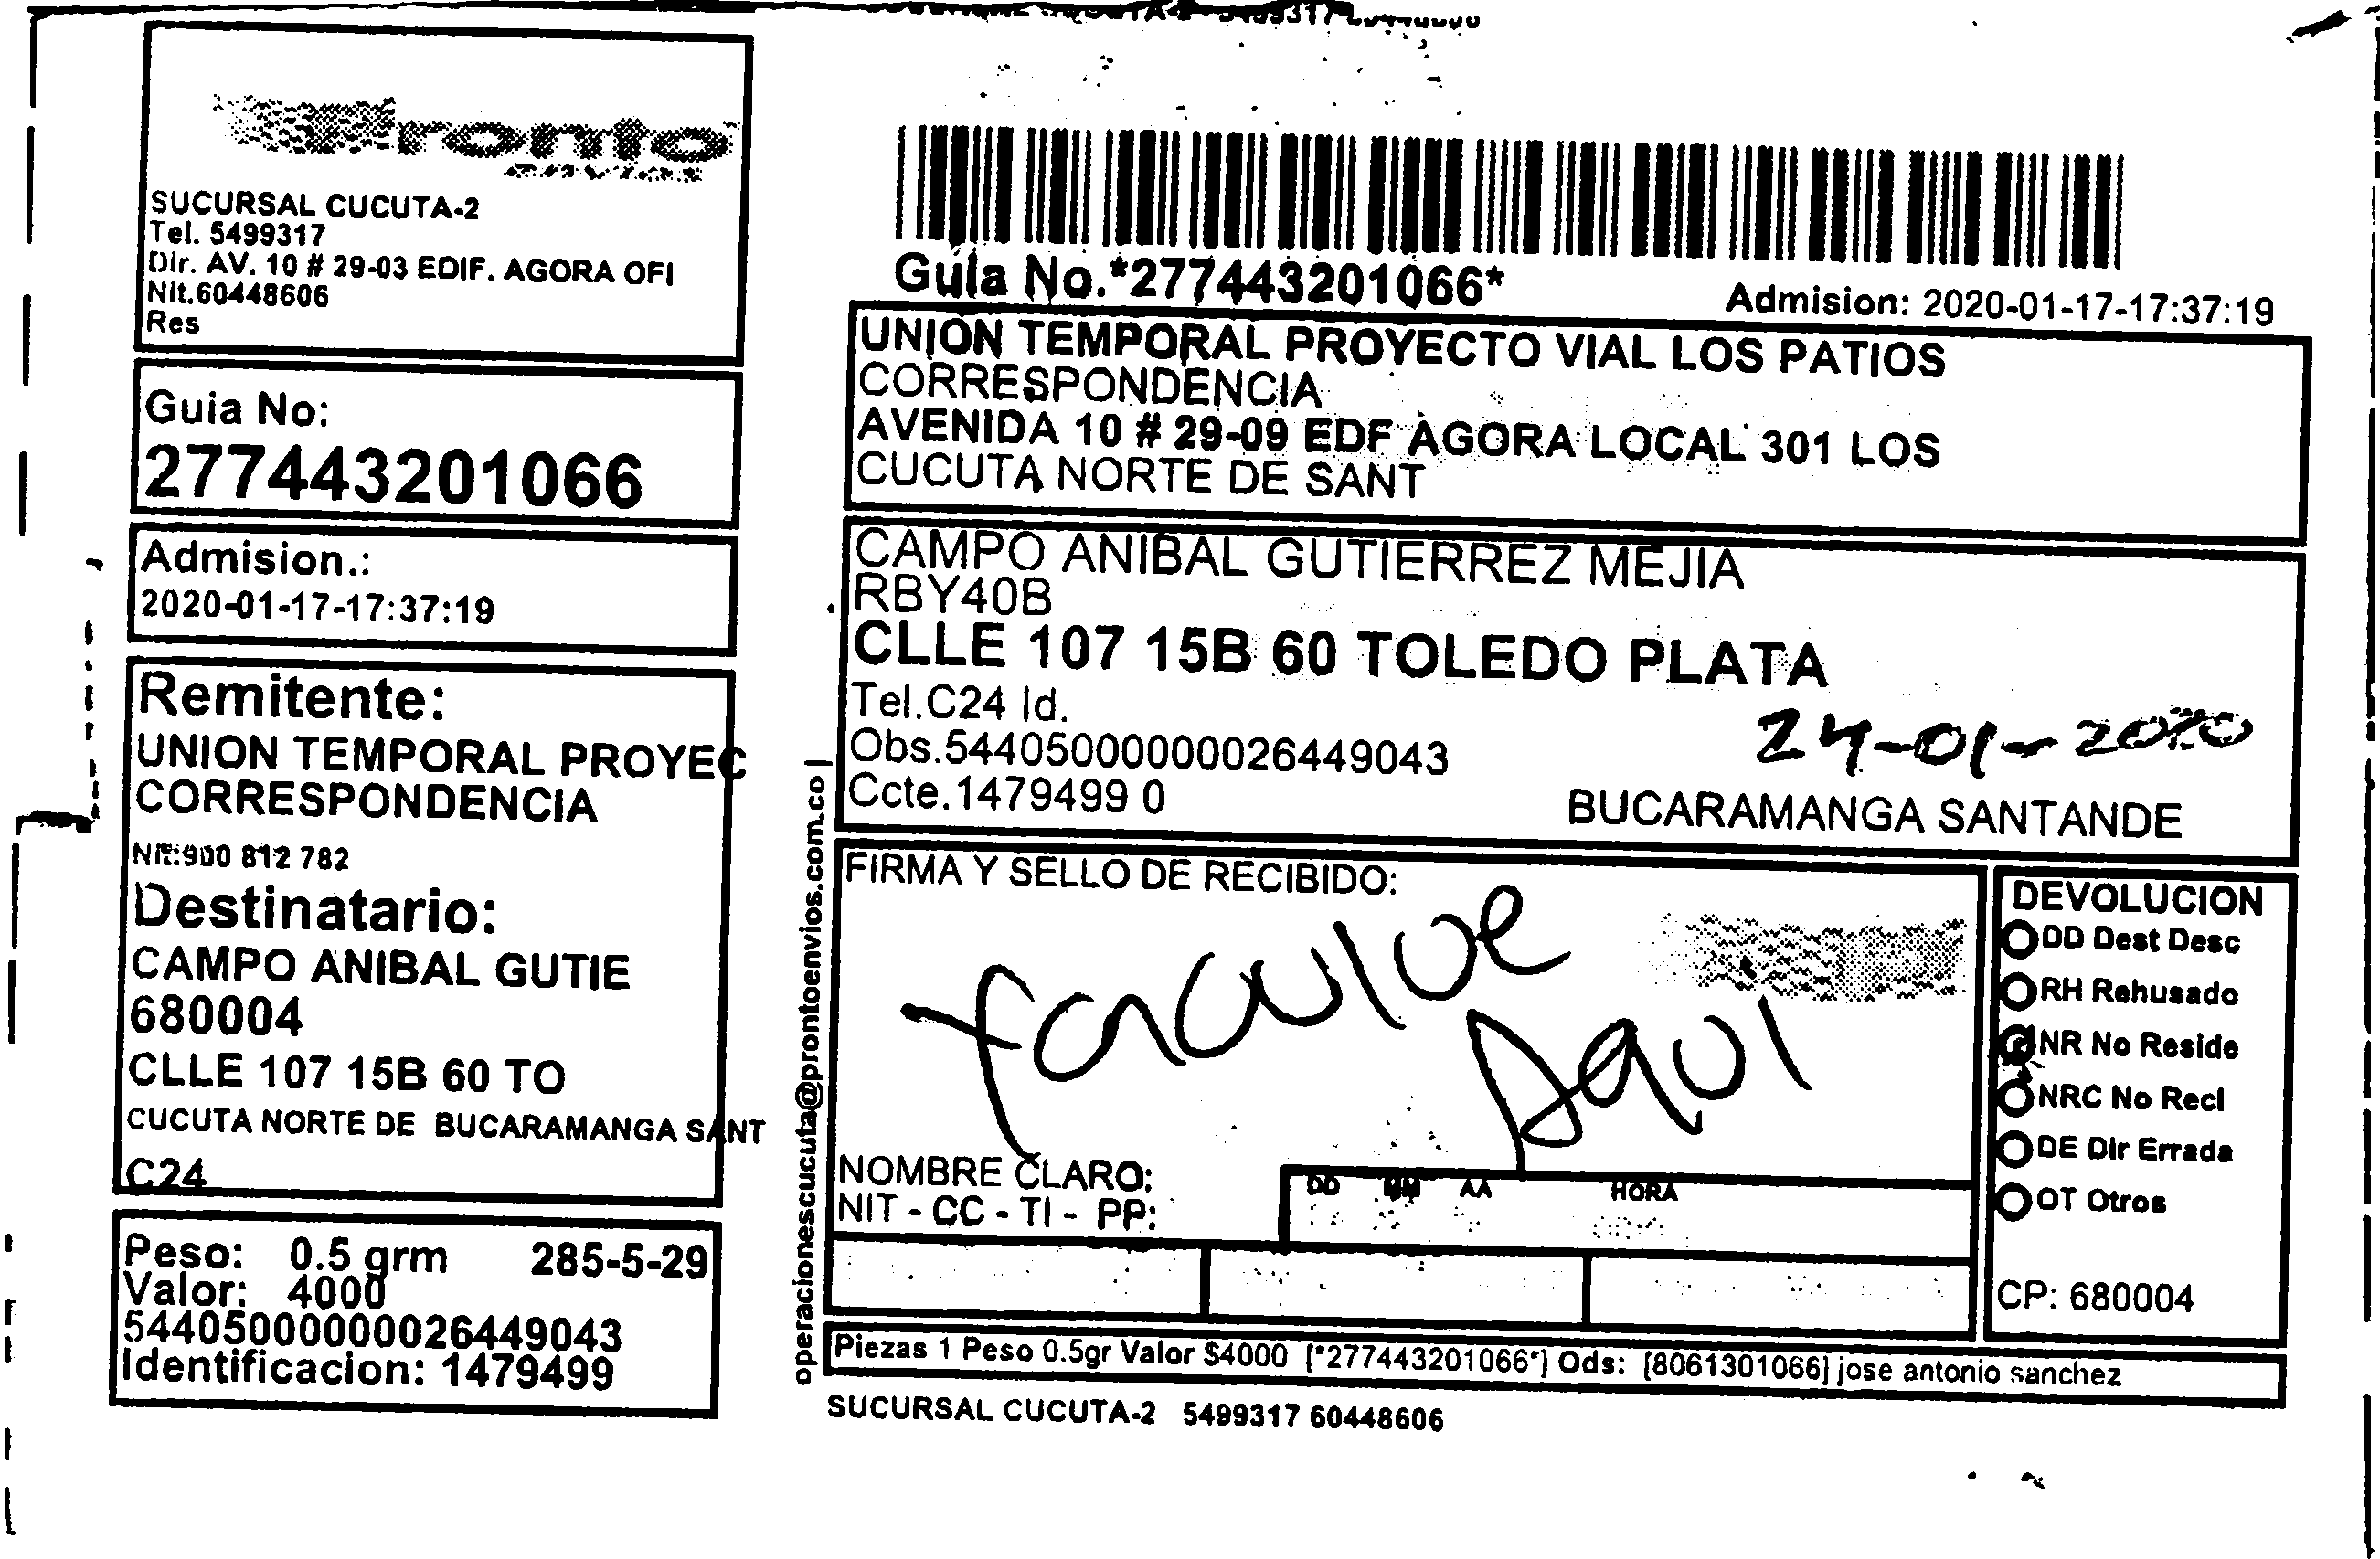 Pronto
envios
SUCURSAL CUCUTA-2
Tel. 5499317
Dir. AV. 10 # 29-03 EDIF. AGORA OFI
Nit.60448606
Res
Guia No:
277443201066
Admision.:
2020-01-17-17:37:19
Remitente:
UNION TEMPORAL PROYEC
CORRESPONDENCIA
Nit:900 812 782
Destinatario:
CAMPO ANIBAL GUTIE
680004
CLLE 107 15B 60 TO
CUCUTA NORTE DE BUCARAMANGA SANT
C24
Peso: 0.5 grm 285-5-29
Valor: 4000
544050000000026449043
Identificacion: 1479499
Guia No.*277443201066*
Admision: 2020-01-17-17:37:19
UNION TEMPORAL PROYECTO VIAL LOS PATIOS
CORRESPONDENCIA
AVENIDA 10 # 29-09 EDF AGORA LOCAL 301 LOS
CUCUTA NORTE DE SANT
CAMPO ANIBAL GUTIERREZ MEJIA
RBY40B
CLLE 107 15B 60 TOLEDO PLATA
Tel.C24 Id.
24-01-2020
Obs.544050000000026449043
Ccte.1479499 0
BUCARAMANGA SANTANDE
operacionescucuta@prontoenvios.com.co |
FIRMA Y SELLO DE RECIBIDO:
Aqui
NOMBRE CLARO:
NIT - CC - TI - PP:
DD MM AA HORA
DEVOLUCION
DD Dest Desc
RH Rehusado
NR No Reside
NRC No Recl
DE Dir Errada
OT Otros
CP: 680004
Piezas 1 Peso 0.5gr Valor $4000 [*277443201066*] Ods: [8061301066] jose antonio sanchez
SUCURSAL CUCUTA-2 5499317 60448606